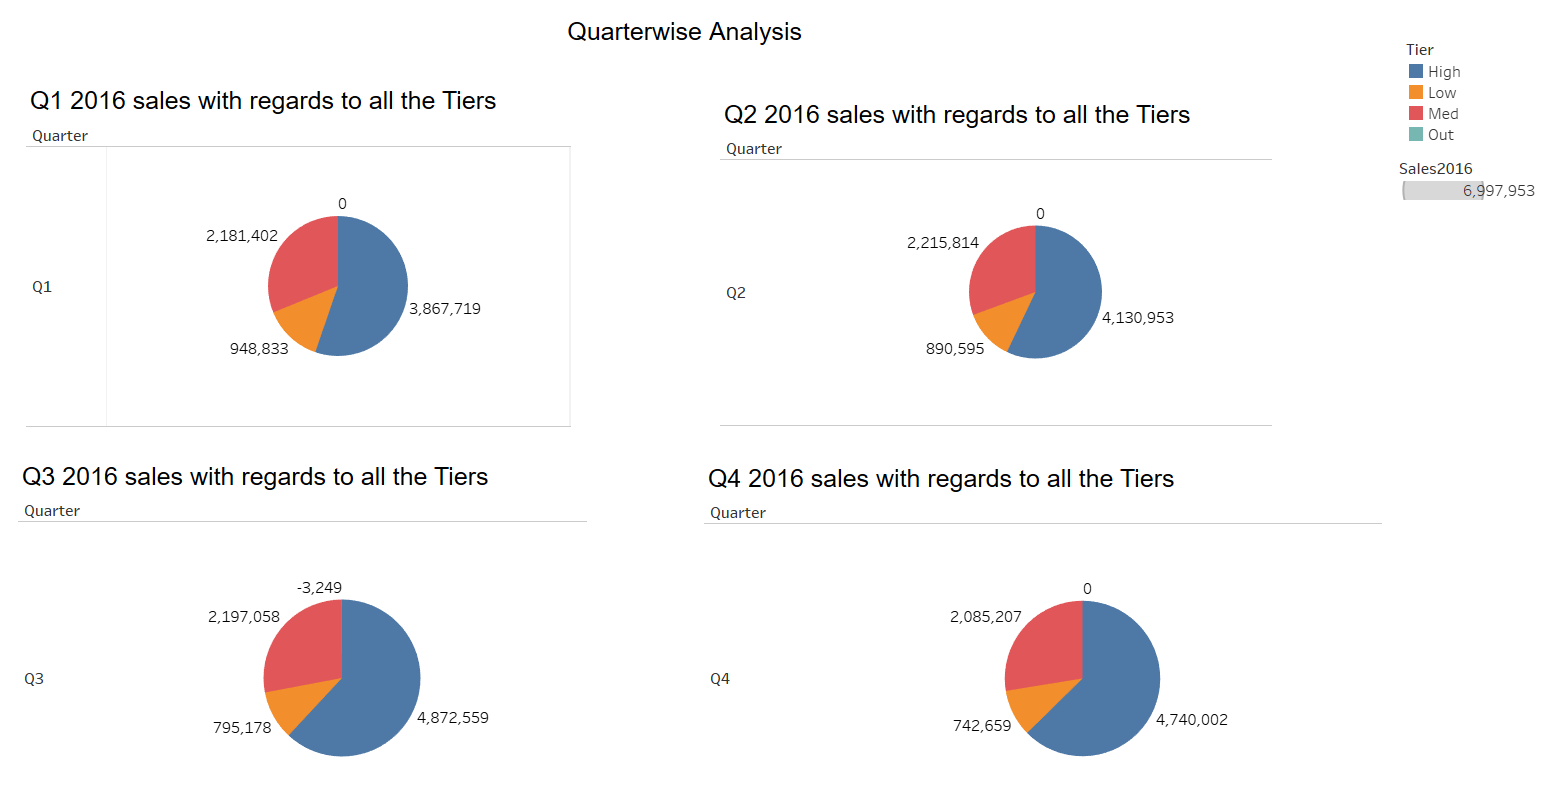 Quarterwise Analysis
Q1 2016 sales with regards to all the Tiers
Quarter
Q1
0
2,181,402
3,867,719
948,833
Q2 2016 sales with regards to all the Tiers
Quarter
Q2
0
2,215,814
4,130,953
890,595
Tier
High
Low
Med
Out
Sales2016
6,997,953
Q3 2016 sales with regards to all the Tiers
Quarter
Q3
-3,249
2,197,058
4,872,559
795,178
Q4 2016 sales with regards to all the Tiers
Quarter
Q4
0
2,085,207
4,740,002
742,659